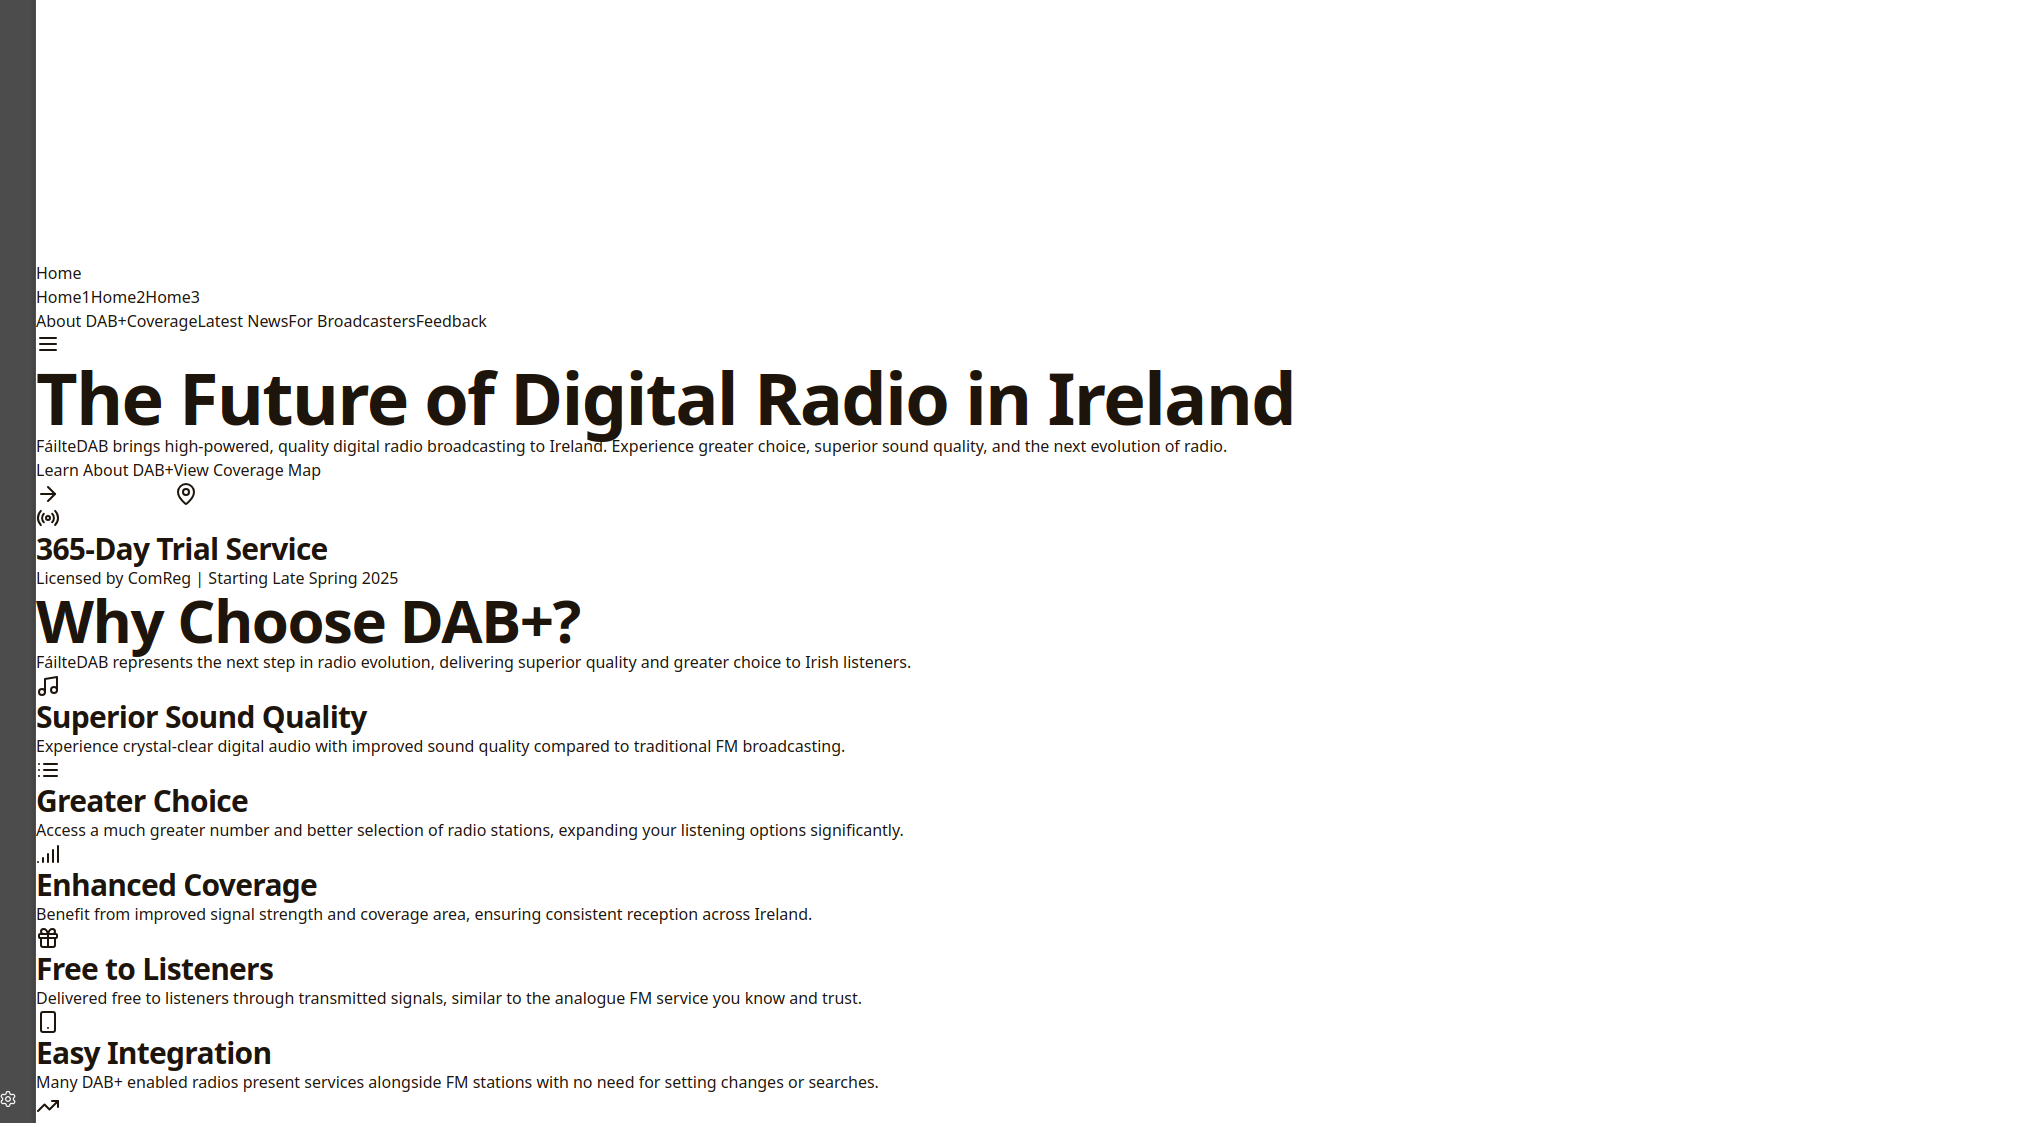 Home
Home1Home2Home3
About DAB+CoverageLatest NewsFor BroadcastersFeedback
The Future of Digital Radio in Ireland
FáilteDAB brings high-powered, quality digital radio broadcasting to Ireland. Experience greater choice, superior sound quality, and the next evolution of radio.
Learn About DAB+View Coverage Map
365-Day Trial Service
Licensed by ComReg | Starting Late Spring 2025
Why Choose DAB+?
FáilteDAB represents the next step in radio evolution, delivering superior quality and greater choice to Irish listeners.
Superior Sound Quality
Experience crystal-clear digital audio with improved sound quality compared to traditional FM broadcasting.
Greater Choice
Access a much greater number and better selection of radio stations, expanding your listening options significantly.
Enhanced Coverage
Benefit from improved signal strength and coverage area, ensuring consistent reception across Ireland.
Free to Listeners
Delivered free to listeners through transmitted signals, similar to the analogue FM service you know and trust.
Easy Integration
Many DAB+ enabled radios present services alongside FM stations with no need for setting changes or searches.